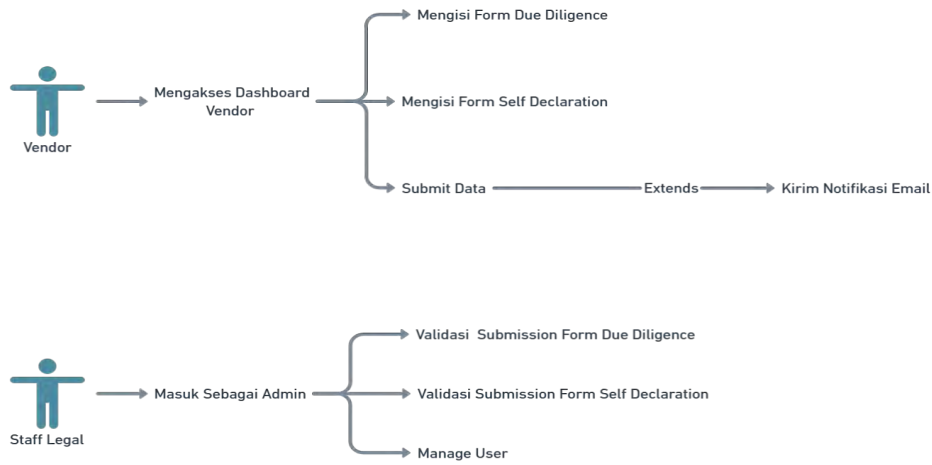 Mengisi Form Due Diligence
Mengakses Dashboard
Vendor
Mengisi Form Self Declaration
Vendor
Submit Data
Extends
Kirim Notifikasi Email
Validasi Submission Form Due Diligence
Masuk Sebagai Admin
Validasi Submission Form Self Declaration
Staff Legal
Manage User